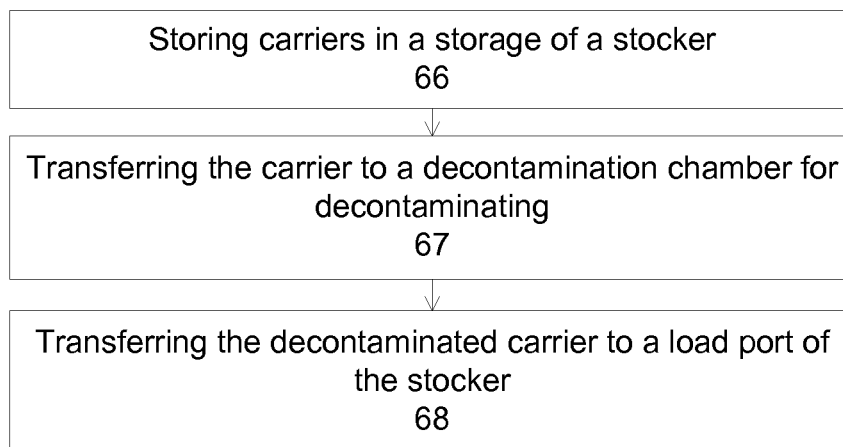 Storing carriers in a storage of a stocker
66
Transferring the carrier to a decontamination chamber for
decontaminating
67
Transferring the decontaminated carrier to a load port of
the stocker
68